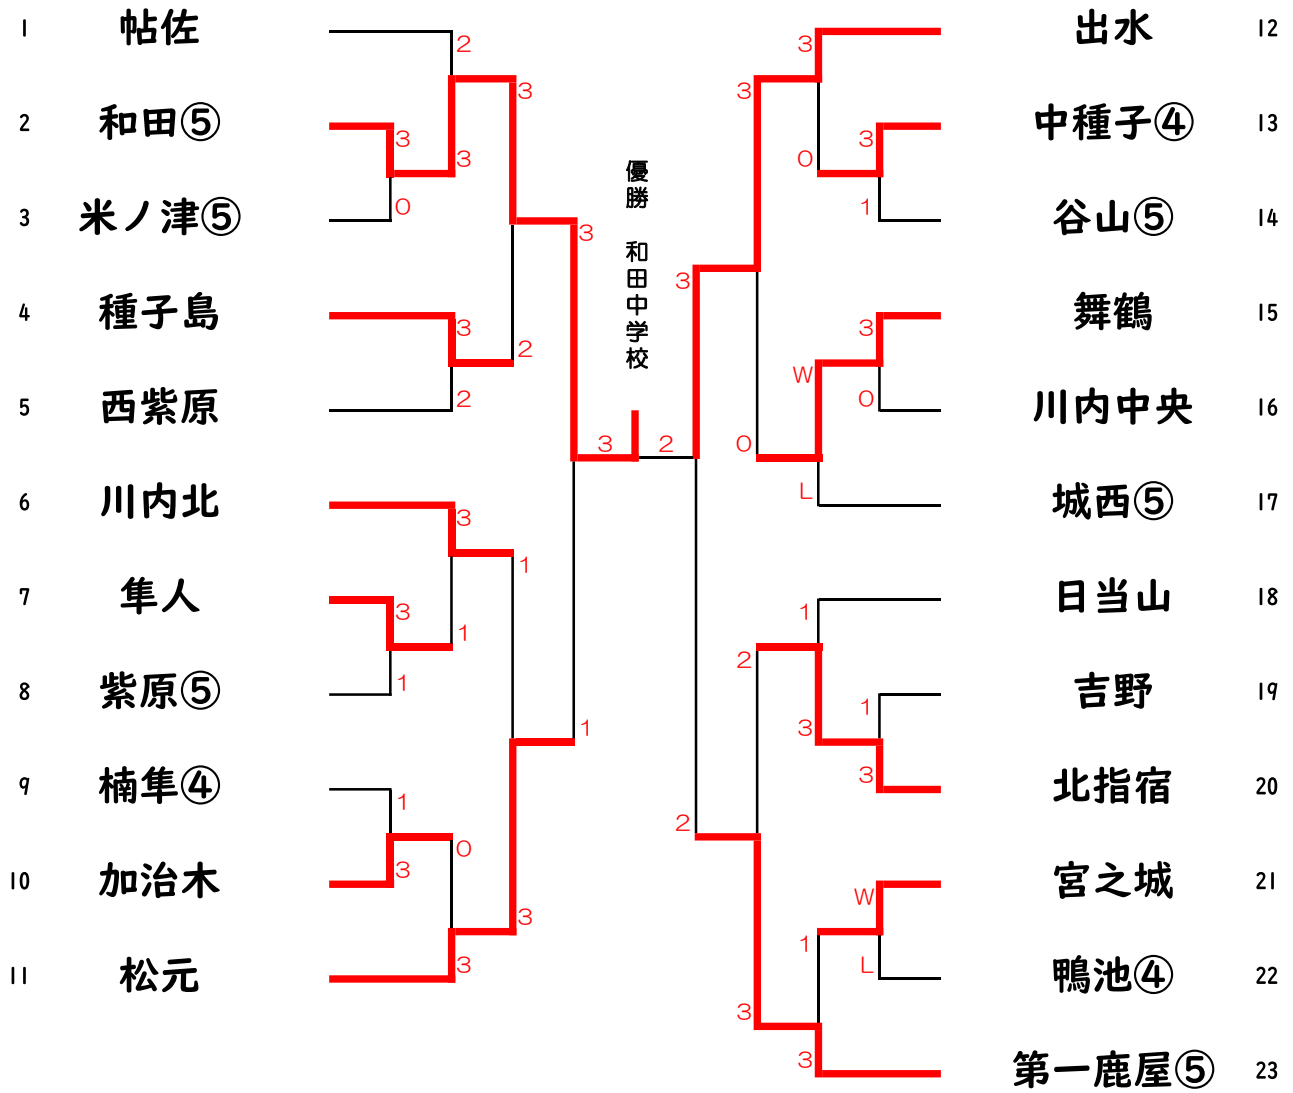 1 帖佐
2 和田⑤
3 米ノ津⑤
4 種子島
5 西紫原
6 川内北
7 隼人
8 紫原⑤
9 楠隼④
10 加治木
11 松元
2
3
3
0
3
3
2
2
3
3
1
3
1
1
1
3
0
3
3
1
優勝 和田中学校
3
2
3
3
3
0
3
1
3
W
0
0
L
1
2
1
3
3
2
W
1
L
3
3
出水 12
中種子④ 13
谷山⑤ 14
舞鶴 15
川内中央 16
城西⑤ 17
日当山 18
吉野 19
北指宿 20
宮之城 21
鴨池④ 22
第一鹿屋⑤ 23